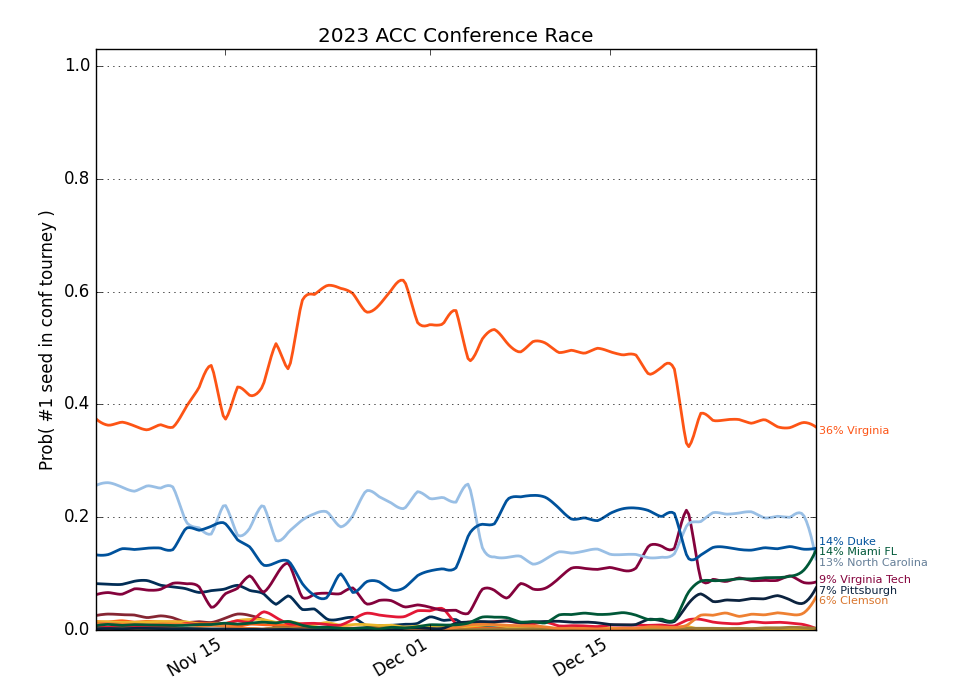 2023 ACC Conference Race
Prob( #1 seed in conf tourney )
1.0
0.8
0.6
0.4
0.2
0.0
Nov 15
Dec 01
Dec 15
36% Virginia
14% Duke
14% Miami FL
13% North Carolina
9% Virginia Tech
7% Pittsburgh
6% Clemson